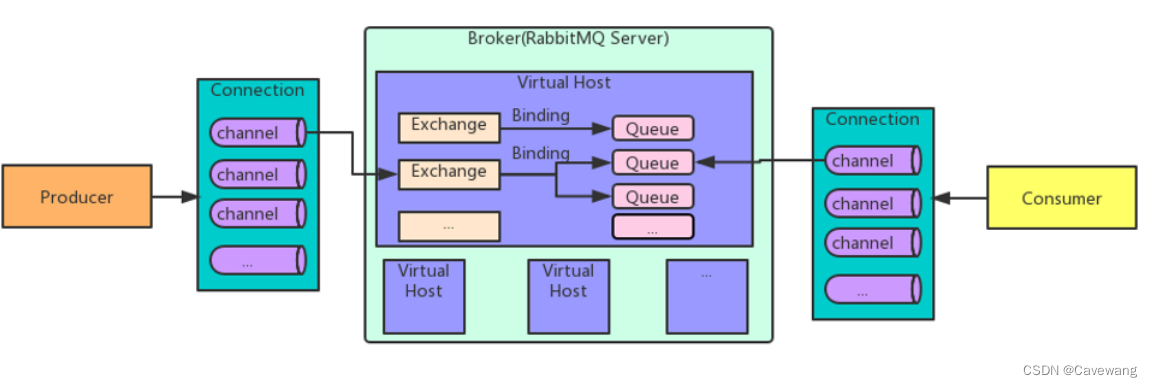 Broker(RabbitMQ Server)
Virtual Host
Connection
channel
channel
channel
...
Producer
Exchange
Binding
Queue
Exchange
Binding
Queue
Queue
...
...
Virtual
Host
Virtual
Host
...
Connection
channel
channel
channel
...
Consumer
CSDN @Cavewang